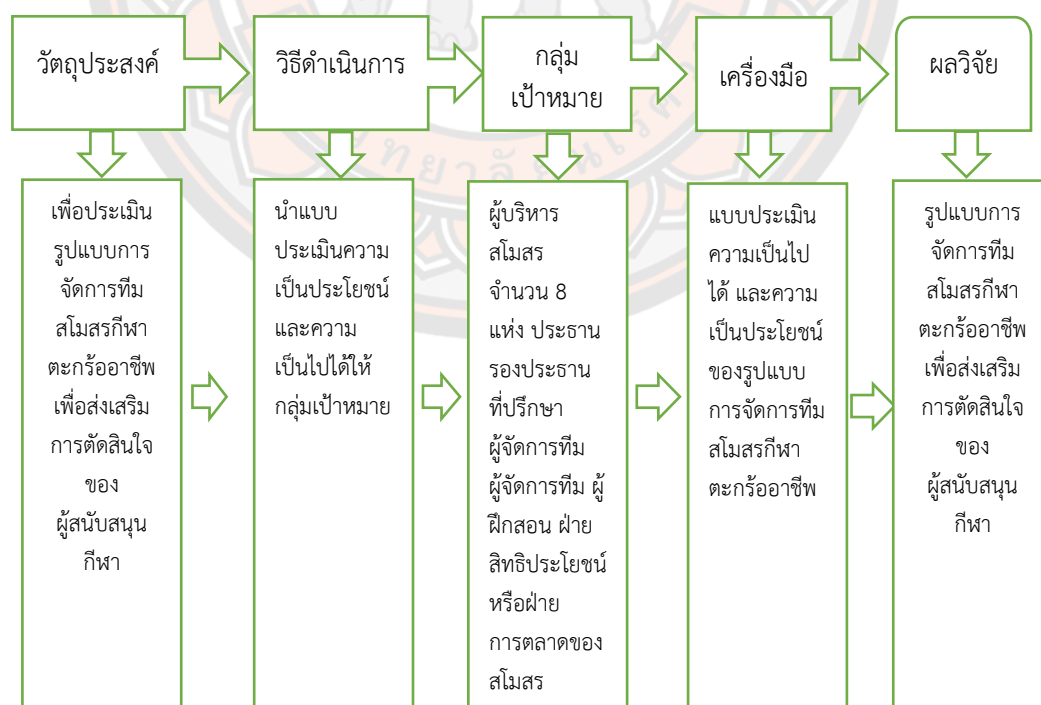 วัตถุประสงค์
วิธีดำเนินการ
กลุ่ม
เป้าหมาย
เครื่องมือ
ผลวิจัย
เพื่อประเมิน
รูปแบบการ
จัดการทีม
สโมสรกีฬา
ตะกร้ออาชีพ
เพื่อส่งเสริม
การตัดสินใจ
ของ
ผู้สนับสนุน
กีฬา
นำแบบ
ประเมินความ
เป็นประโยชน์
และความ
เป็นไปได้ให้
กลุ่มเป้าหมาย
ผู้บริหาร
สโมสร
จำนวน 8
แห่ง ประธาน
รองประธาน
ที่ปรึกษา
ผู้จัดการทีม
ผู้จัดการทีม ผู้
ฝึกสอน ฝ่าย
สิทธิประโยชน์
หรือฝ่าย
การตลาดของ
สโมสร
แบบประเมิน
ความเป็นไป
ได้ และความ
เป็นประโยชน์
ของรูปแบบ
การจัดการทีม
สโมสรกีฬา
ตะกร้ออาชีพ
รูปแบบการ
จัดการทีม
สโมสรกีฬา
ตะกร้ออาชีพ
เพื่อส่งเสริม
การตัดสินใจ
ของ
ผู้สนับสนุน
กีฬา